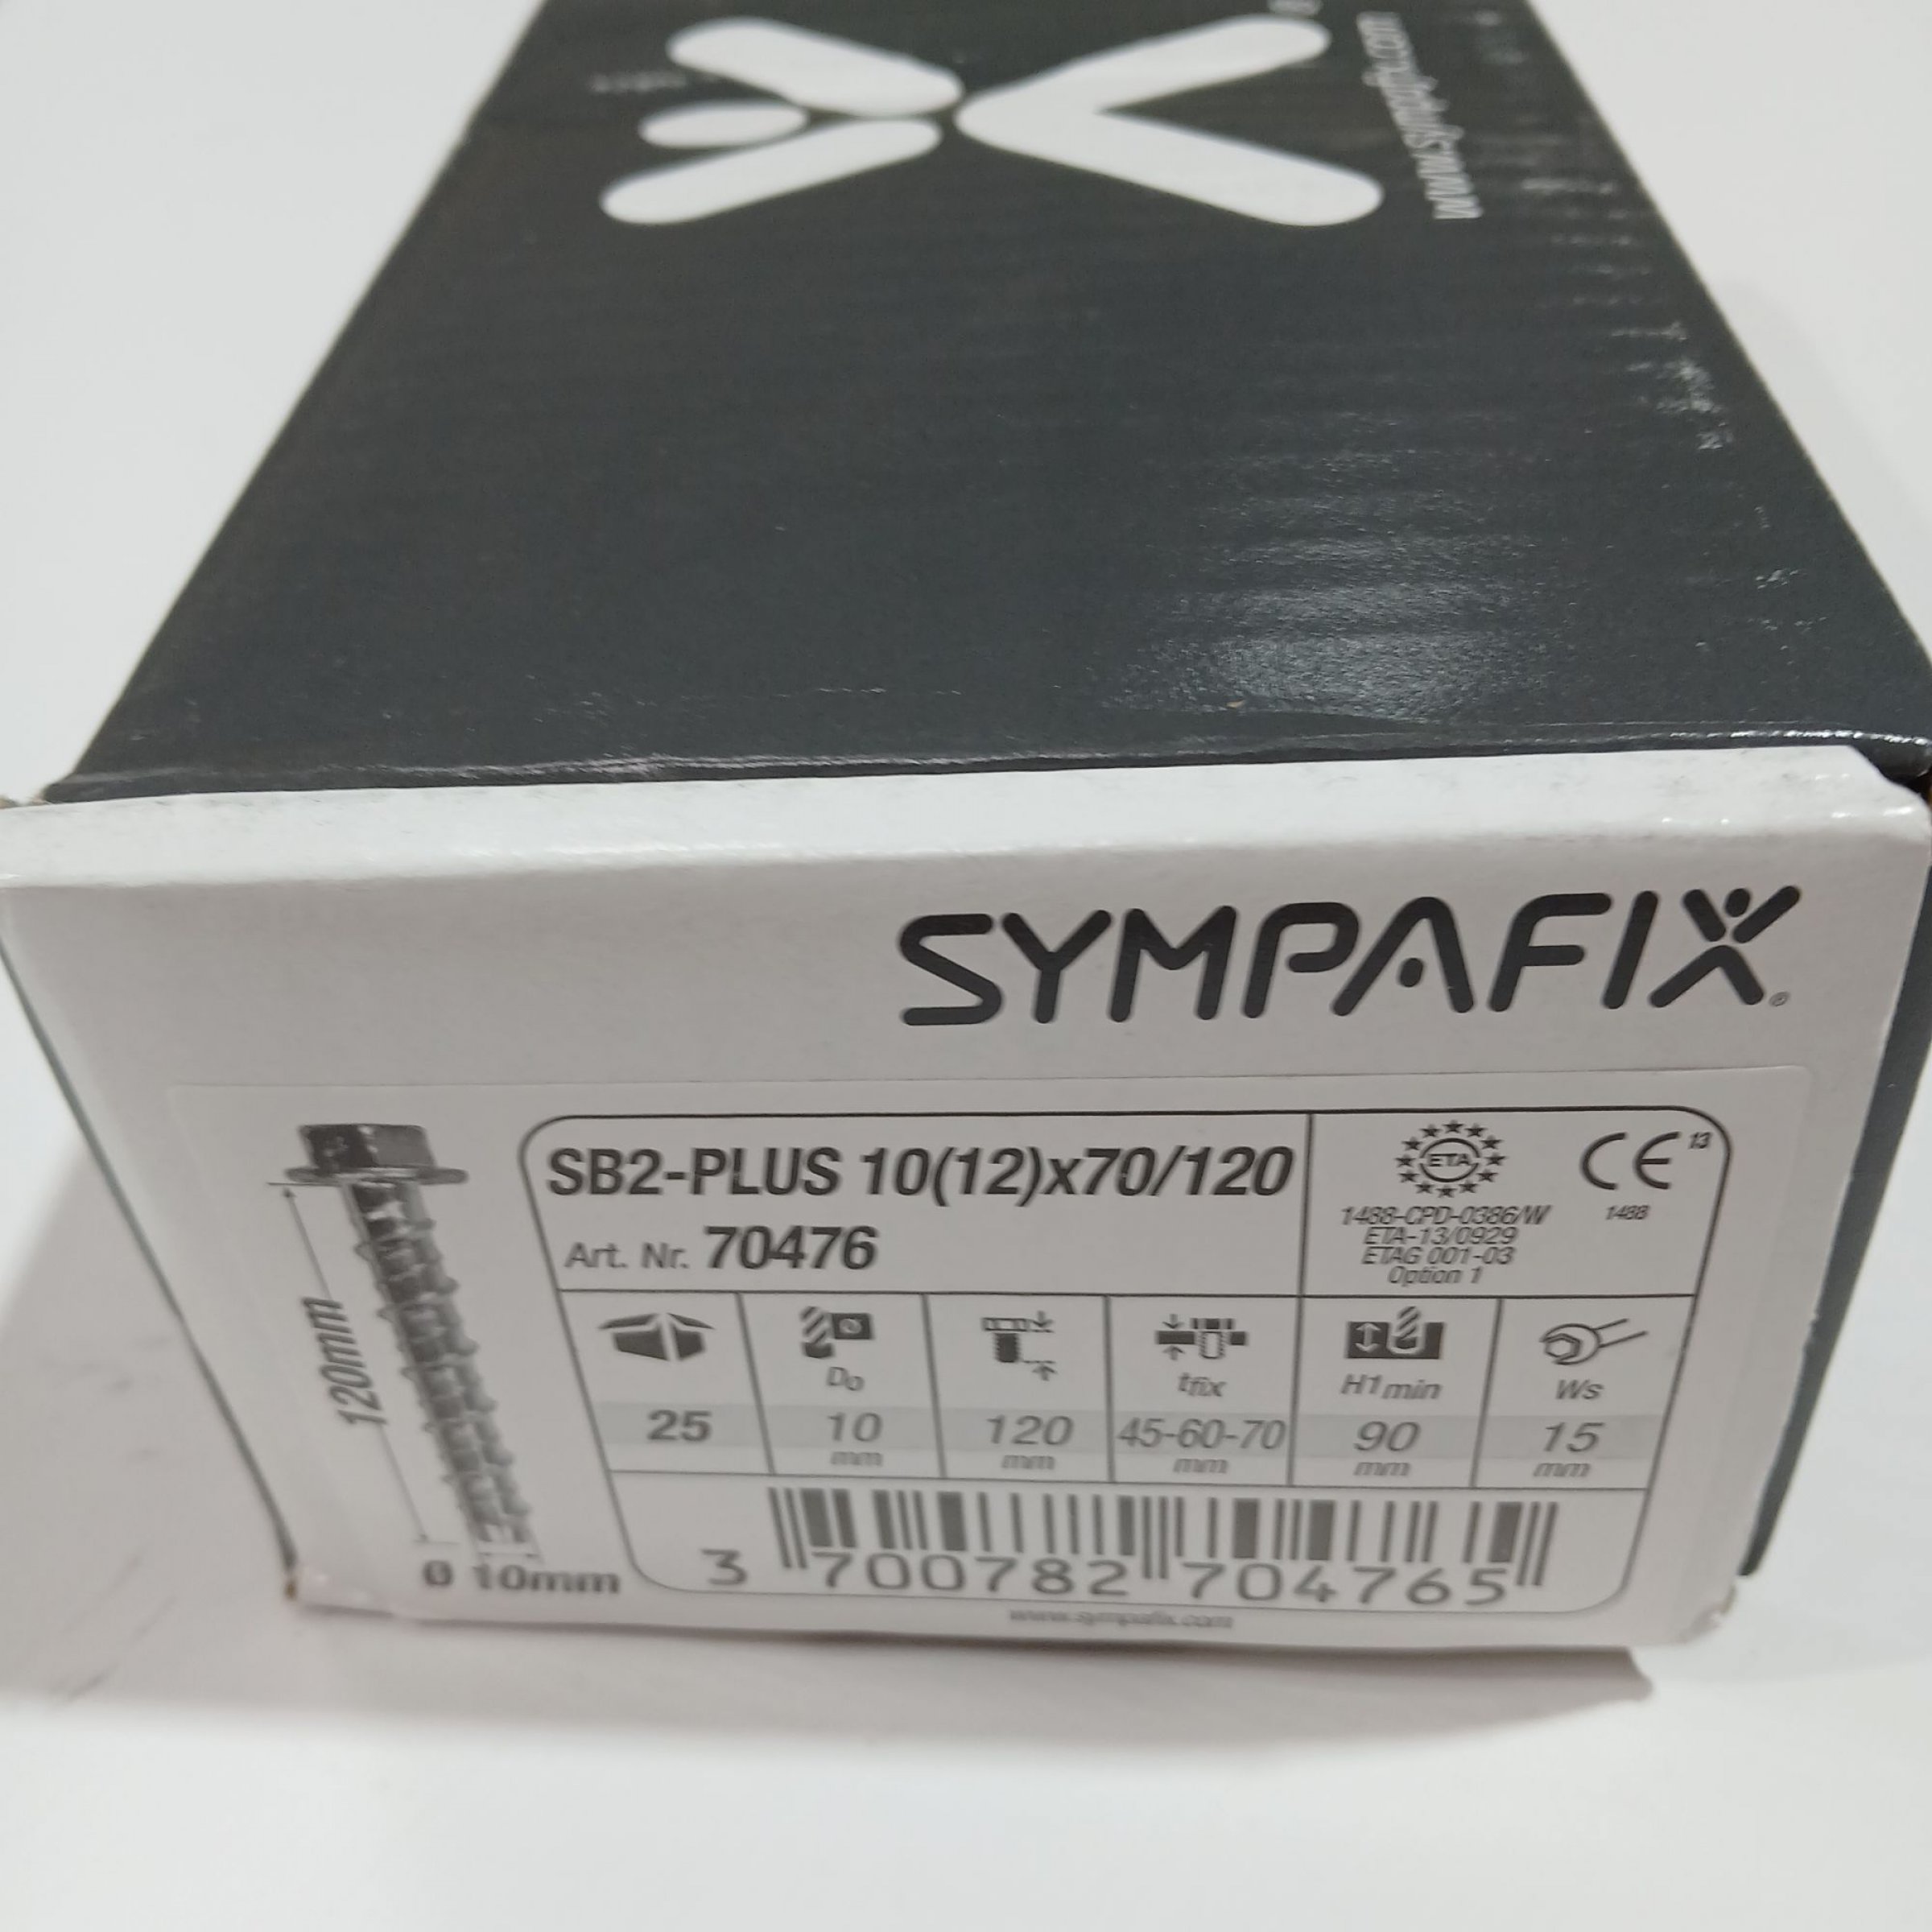 www.sympafix.com
SYMPAFIX®
SB2-PLUS 10(12)x70/120
Art. Nr. 70476
ETA
CE 13
1488
1488-CPD-0386/W
ETA-13/0929
ETAG 001-03
Option 1
120mm
Ø 10mm
Do tfix H1min Ws
25 10 120 45-60-70 90 15
mm mm mm mm mm
3 700782 704765
www.sympafix.com